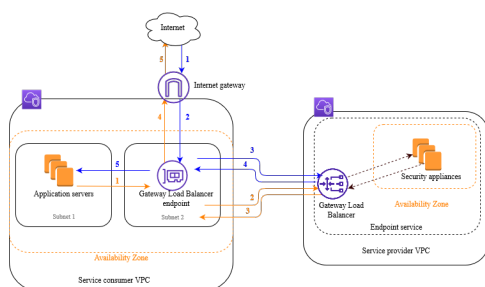 Internet
5
1
Internet gateway
4
2
3
4
5
1
Application servers
Gateway Load Balancer
endpoint
Subnet 1
Subnet 2
2
3
Availability Zone
Service consumer VPC
Security appliances
Gateway Load
Balancer
Availability Zone
Endpoint service
Service provider VPC